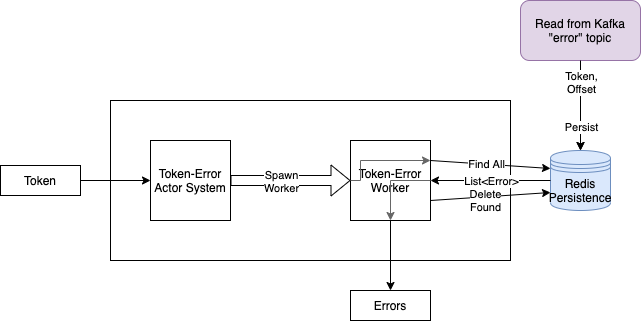 Read from Kafka
"error" topic
Token,
Offset
Persist
Token
Token-Error
Actor System
Spawn
Worker
Token-Error
Worker
Find All
List<Error>
Delete
Found
Redis
Persistence
Errors